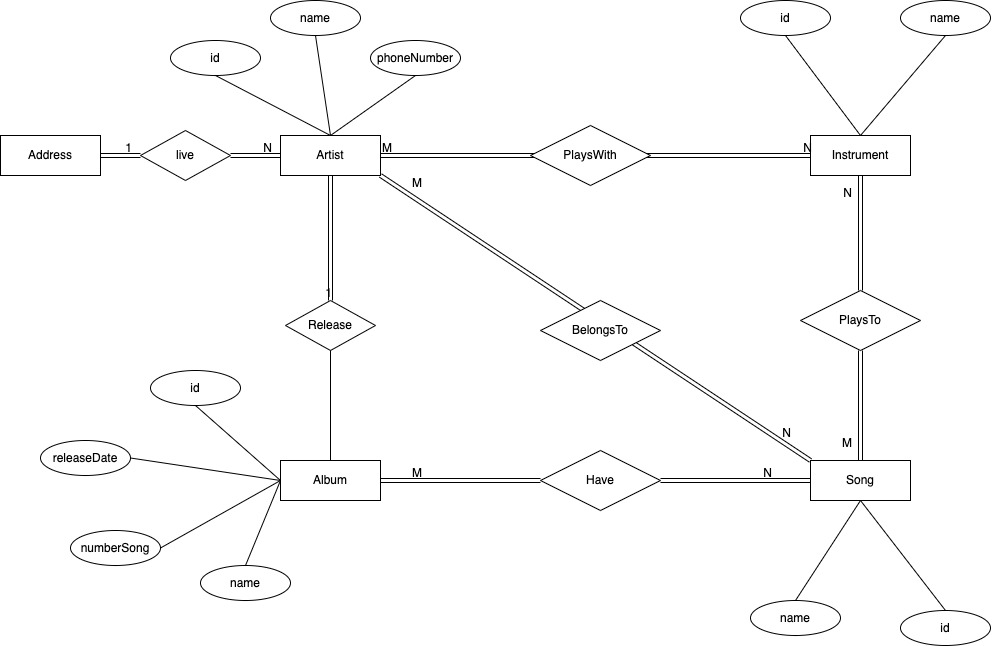 name
id
name
id
phoneNumber
Address
1
live
N
Artist
M
PlaysWith
N
Instrument
M
N
1
Release
BelongsTo
PlaysTo
id
N
M
releaseDate
Album
M
Have
N
Song
numberSong
name
name
id